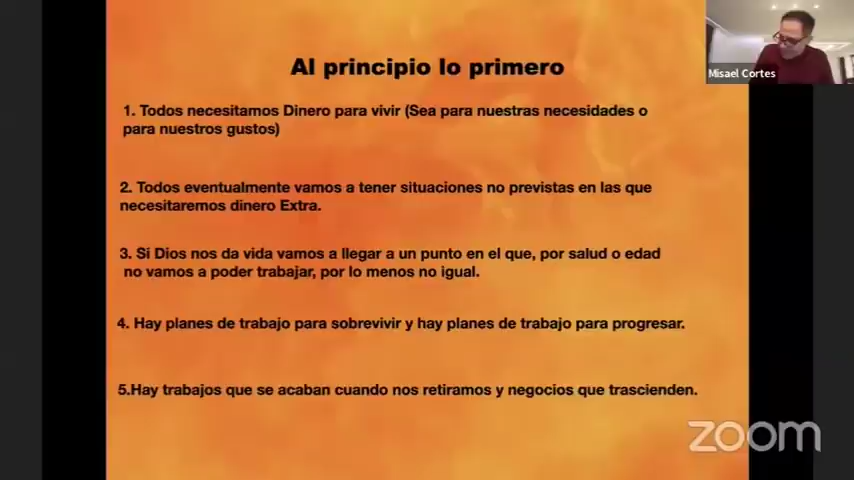 Al principio lo primero
Misael Cortes
1. Todos necesitamos Dinero para vivir (Sea para nuestras necesidades o
para nuestros gustos)
2. Todos eventualmente vamos a tener situaciones no previstas en las que
necesitaremos dinero Extra.
3. Si Dios nos da vida vamos a llegar a un punto en el que, por salud o edad
no vamos a poder trabajar, por lo menos no igual.
4. Hay planes de trabajo para sobrevivir y hay planes de trabajo para progresar.
5.Hay trabajos que se acaban cuando nos retiramos y negocios que trascienden.
zoom